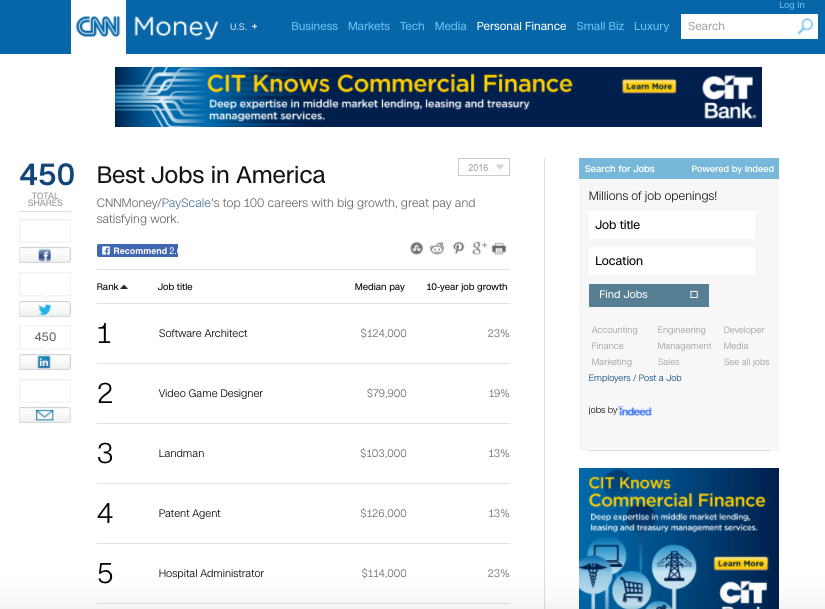 Log In
CNN Money U.S. + Business Markets Tech Media Personal Finance Small Biz Luxury Search
CIT Knows Commercial Finance
Deep expertise in middle market lending, leasing and treasury
management services.
Learn More
CIT
Bank.
450
TOTAL
SHARES
Best Jobs in America
2016
CNNMoney/PayScale's top 100 careers with big growth, great pay and
satisfying work.
Recommend 2.
450
Rank Job title Median pay 10-year job growth
1 Software Architect $124,000 23%
2 Video Game Designer $79,900 19%
3 Landman $103,000 13%
4 Patent Agent $126,000 13%
5 Hospital Administrator $114,000 23%
Search for Jobs Powered by Indeed
Millions of job openings!
Job title
Location
Find Jobs
Accounting Engineering Developer
Finance Management Media
Marketing Sales See all jobs
Employers / Post a Job
jobs by indeed
CIT Knows
Commercial Finance
Deep expertise in middle market lending,
leasing and treasury management services.
Learn More
CIT